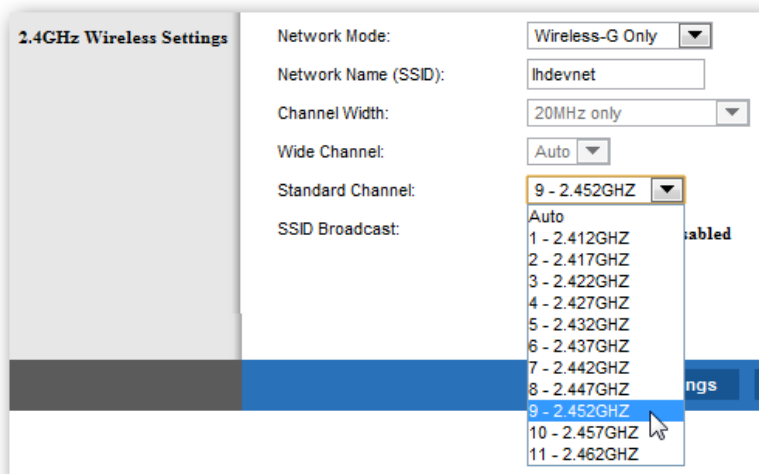 2.4GHz Wireless Settings
Network Mode: Wireless-G Only
Network Name (SSID): lhdevnet
Channel Width: 20MHz only
Wide Channel: Auto
Standard Channel: 9 - 2.452GHZ
Auto
SSID Broadcast: sabled
1 - 2.412GHZ
2 - 2.417GHZ
3 - 2.422GHZ
4 - 2.427GHZ
5 - 2.432GHZ
6 - 2.437GHZ
7 - 2.442GHZ
8 - 2.447GHZ
ngs
9 - 2.452GHZ
10 - 2.457GHZ
11 - 2.462GHZ